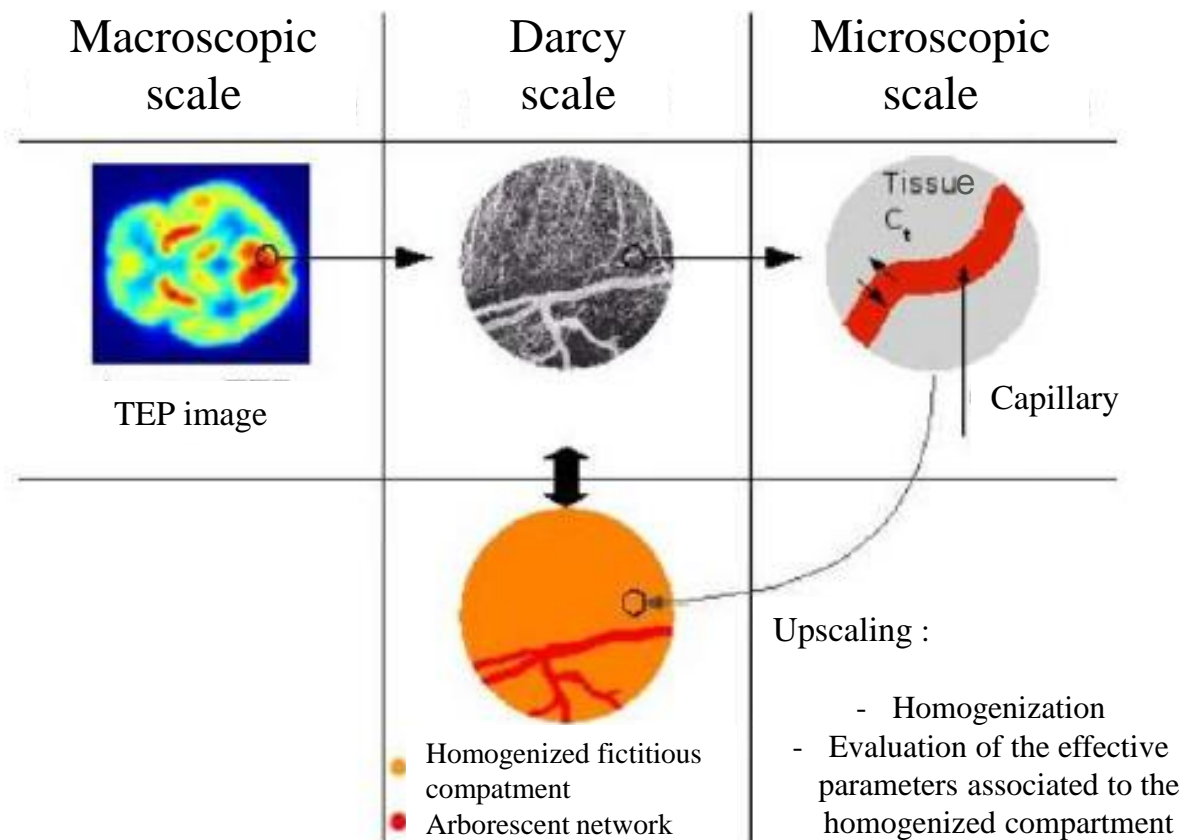 Macroscopic
scale
Darcy
scale
Microscopic
scale
Tissue
Ct
TEP image
Capillary
Upscaling :
- Homogenization
- Evaluation of the effective
parameters associated to the
homogenized compartment
Homogenized fictitious
compatment
Arborescent network